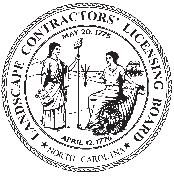 LANDSCAPE CONTRACTORS' LICENSING BOARD
MAY 20, 1775
APRIL 12, 1776
★ NORTH CAROLINA ★